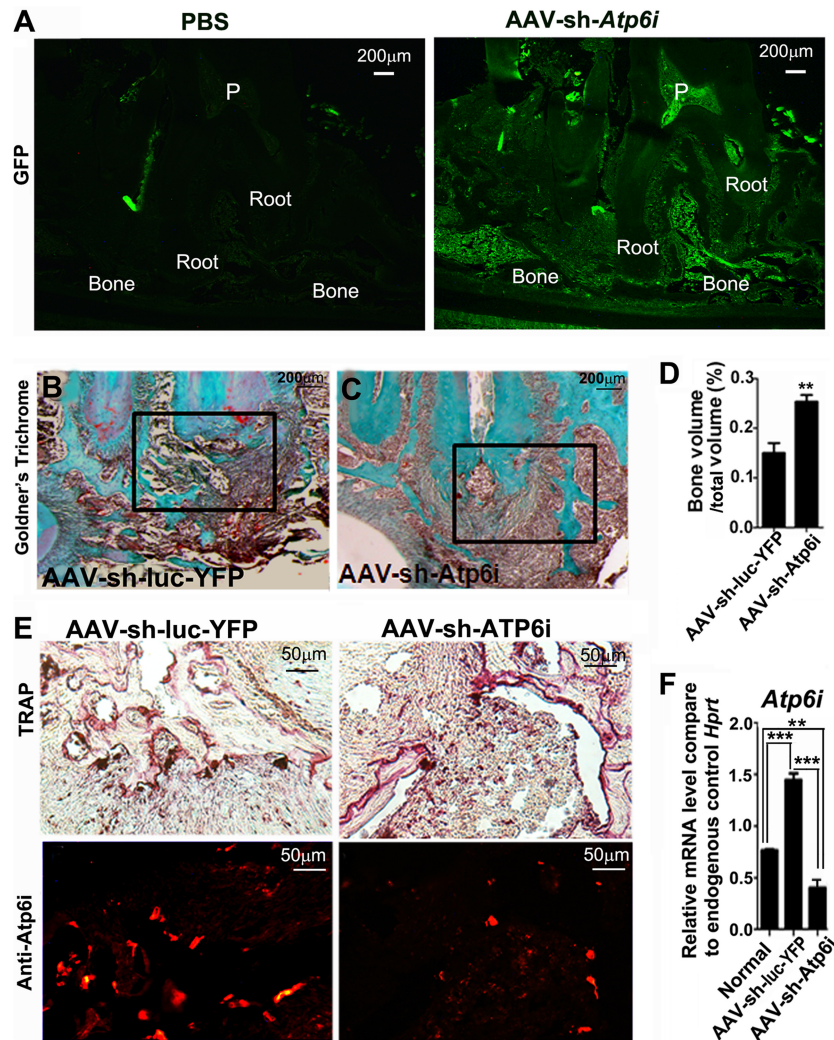 A
PBS
AAV-sh-Atp6i
GFP
200µm
P
Root
Root
Bone
Bone
200µm
P
Root
Root
Bone
Bone
Goldner's Trichrome
B
200µm
AAV-sh-luc-YFP
C
200µm
AAV-sh-Atp6i
D
Bone volume
/total volume (%)
0.3
0.2
0.1
0.0
**
AAV-sh-luc-YFP
AAV-sh-Atp6i
E
AAV-sh-luc-YFP
AAV-sh-ATP6i
TRAP
50µm
50µm
Anti-Atp6i
50µm
50µm
F
Atp6i
Relative mRNA level compare
to endogenous control Hprt
2.0
1.5
1.0
0.5
0.0
**
***
***
Normal
AAV-sh-luc-YFP
AAV-sh-Atp6i